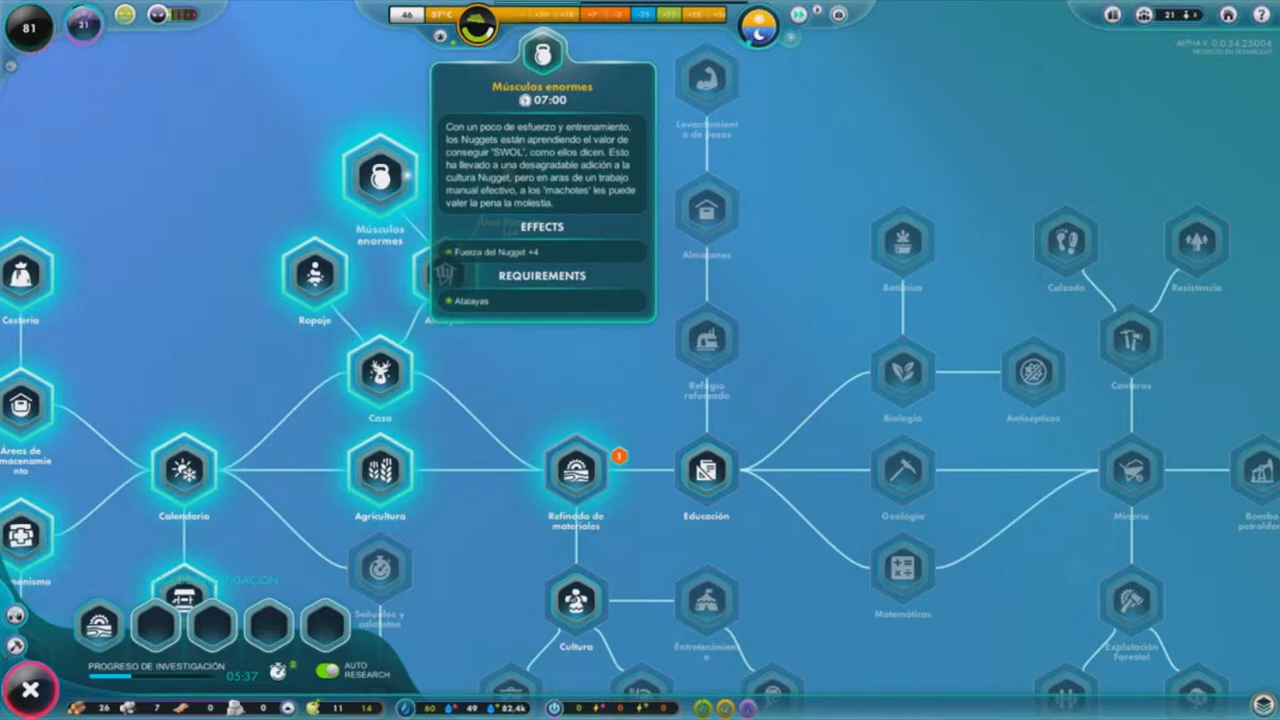 81
21
46
37°C
21
ALPHA V. 0.0.34.25004
Músculos enormes
07:00
Con un poco de esfuerzo y entrenamiento,
los Nuggets están aprendiendo el valor de
conseguir 'SWOL', como ellos dicen. Esto
ha llevado a una desagradable adición a la
cultura Nugget, pero en aras de un trabajo
manual efectivo, a los 'machotes' les puede
valer la pena la molestia.
EFFECTS
Fuerza del Nugget +4
REQUIREMENTS
Atalayas
Levantamient
o de pesas
Músculos
enormes
Almacenes
Botánica
Calzado
Resistencia
Cestería
Ropaje
Refugio
reforzado
Canteras
Caza
Biología
Antisépticos
Áreas de
macenamie
nto
1
Calendario
Agricultura
Refinado de
materiales
Educación
Geología
Minería
Bomba
petrolífer
Señuelos y
Matemáticas
Cultura
Entretenimient
o
Explotación
Forestal
PROGRESO DE INVESTIGACIÓN
05:37
AUTO
RESEARCH
26
7
0
0
11
14
60
49
82,4k
0
0
0